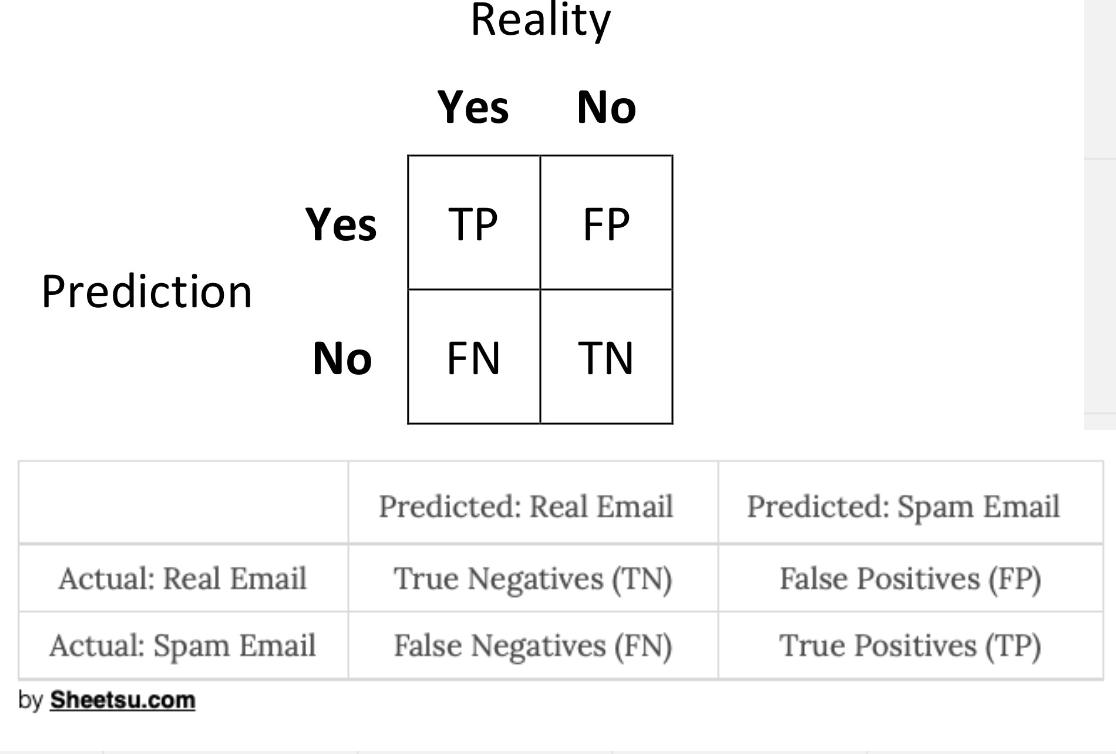 Reality
Yes No
Yes TP FP
Prediction
No FN TN
Predicted: Real Email Predicted: Spam Email
Actual: Real Email True Negatives (TN) False Positives (FP)
Actual: Spam Email False Negatives (FN) True Positives (TP)
by Sheetsu.com